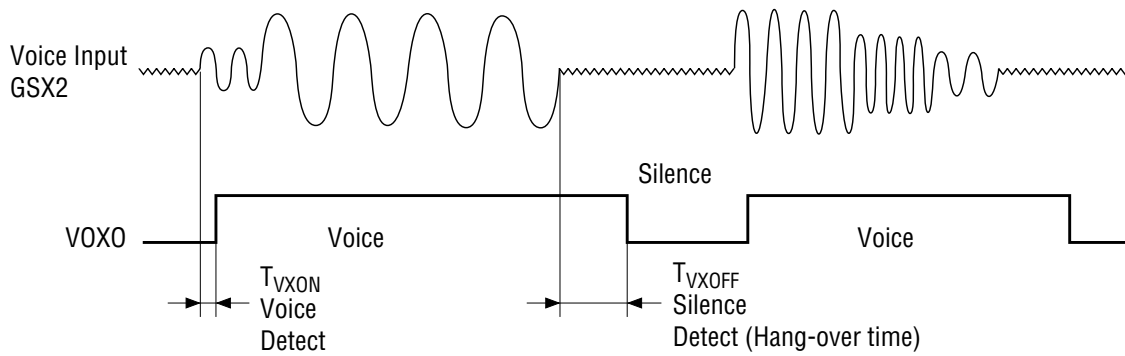 Voice Input
GSX2
Silence
VOXO
Voice
Voice
T_VXON
Voice
Detect
T_VXOFF
Silence
Detect (Hang-over time)